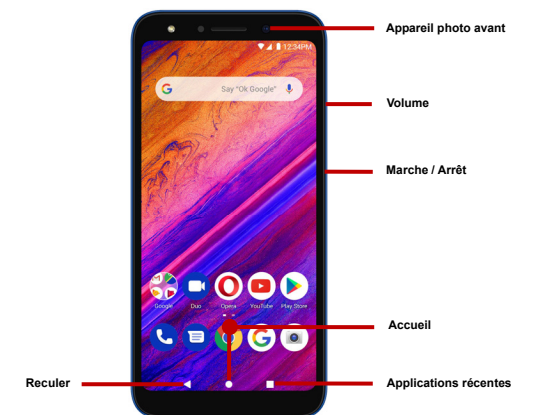 Appareil photo avant
12:34PM
Say "Ok Google"
Volume
Marche / Arrêt
Google Duo Opera YouTube Play Store
Accueil
Reculer
Applications récentes